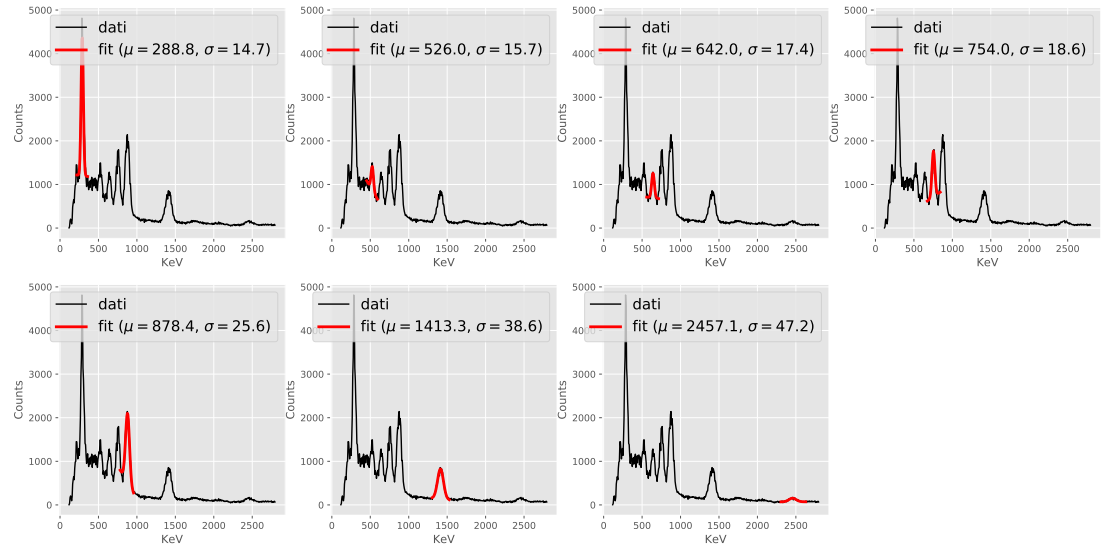 dati
fit (μ = 288.8, σ = 14.7)
5000
4000
3000
2000
1000
0
Counts
0 500 1000 1500 2000 2500
KeV
dati
fit (μ = 526.0, σ = 15.7)
5000
4000
3000
2000
1000
0
Counts
0 500 1000 1500 2000 2500
KeV
dati
fit (μ = 642.0, σ = 17.4)
5000
4000
3000
2000
1000
0
Counts
0 500 1000 1500 2000 2500
KeV
dati
fit (μ = 754.0, σ = 18.6)
5000
4000
3000
2000
1000
0
Counts
0 500 1000 1500 2000 2500
KeV
dati
fit (μ = 878.4, σ = 25.6)
5000
4000
3000
2000
1000
0
Counts
0 500 1000 1500 2000 2500
KeV
dati
fit (μ = 1413.3, σ = 38.6)
5000
4000
3000
2000
1000
0
Counts
0 500 1000 1500 2000 2500
KeV
dati
fit (μ = 2457.1, σ = 47.2)
5000
4000
3000
2000
1000
0
Counts
0 500 1000 1500 2000 2500
KeV